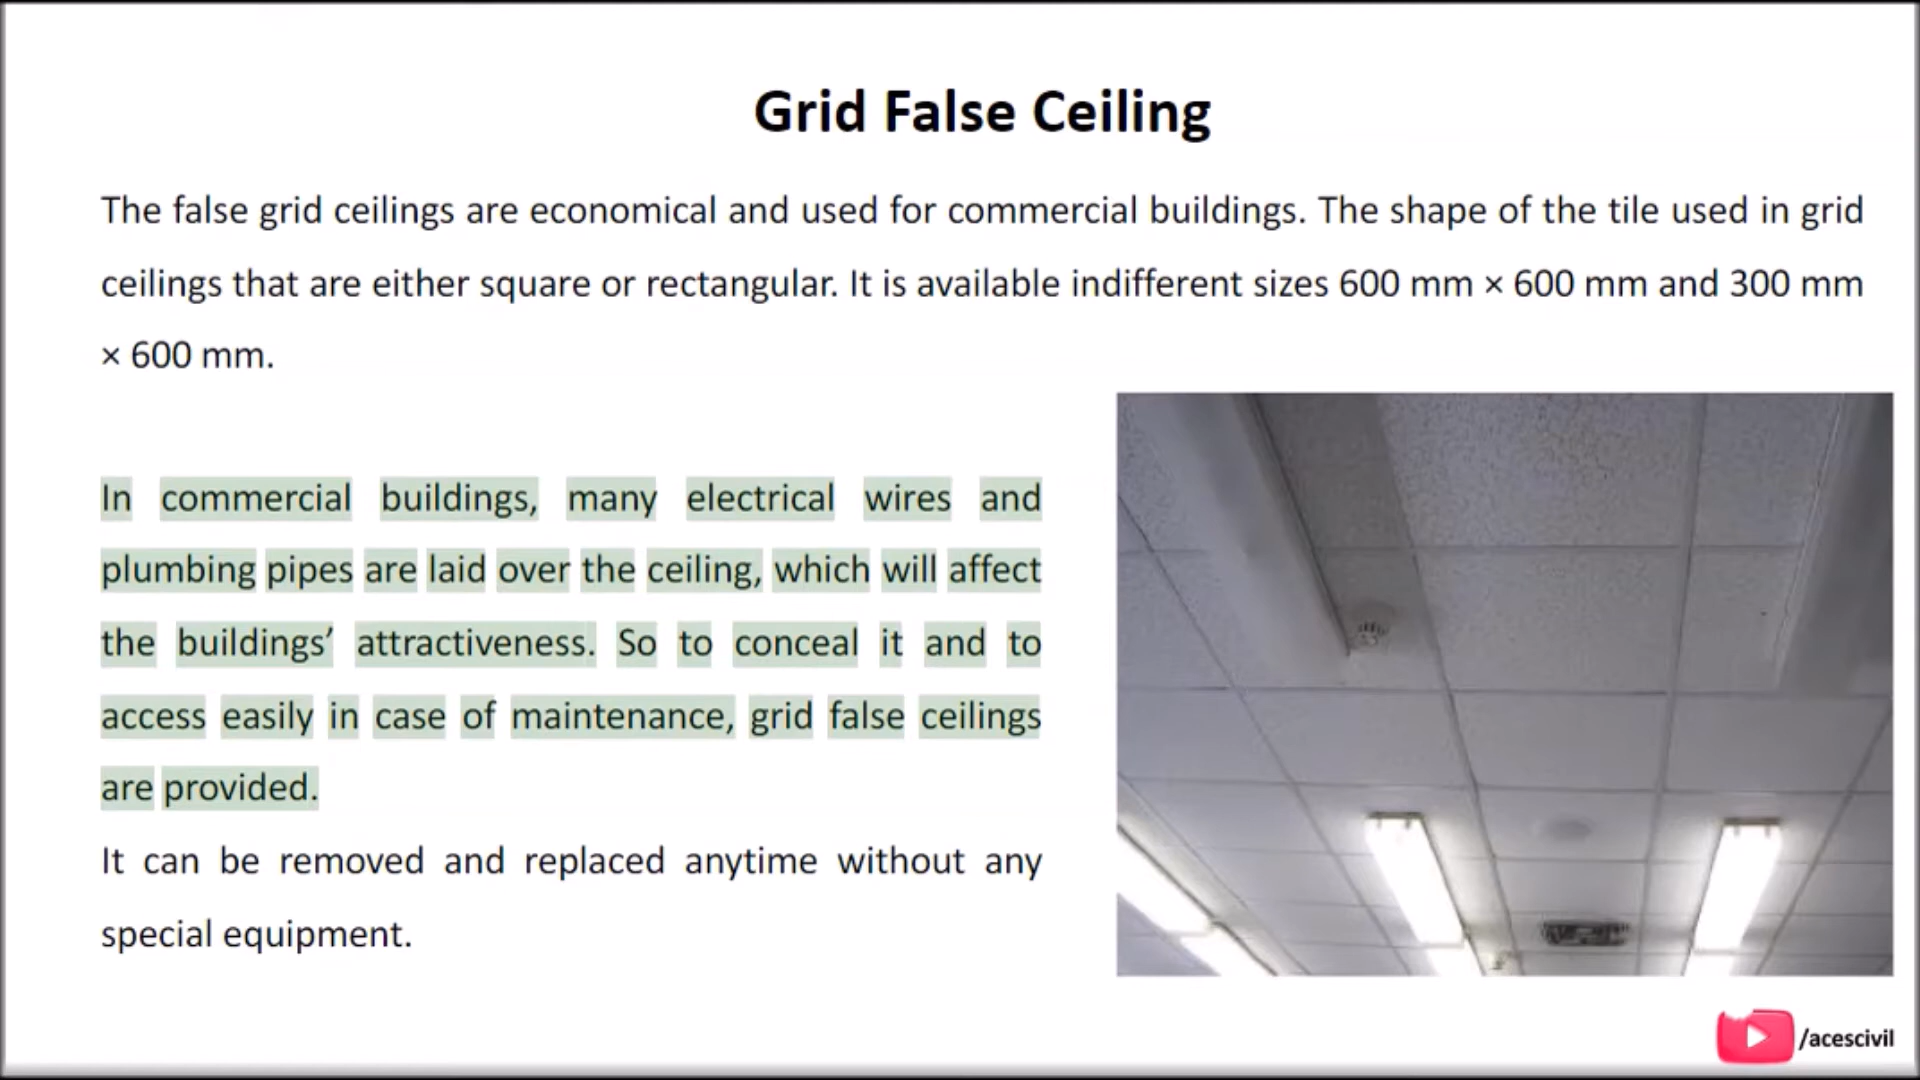 Grid False Ceiling
The false grid ceilings are economical and used for commercial buildings. The shape of the tile used in grid
ceilings that are either square or rectangular. It is available indifferent sizes 600 mm × 600 mm and 300 mm
× 600 mm.
In commercial buildings, many electrical wires and
plumbing pipes are laid over the ceiling, which will affect
the buildings’ attractiveness. So to conceal it and to
access easily in case of maintenance, grid false ceilings
are provided.
It can be removed and replaced anytime without any
special equipment.
/acescivil